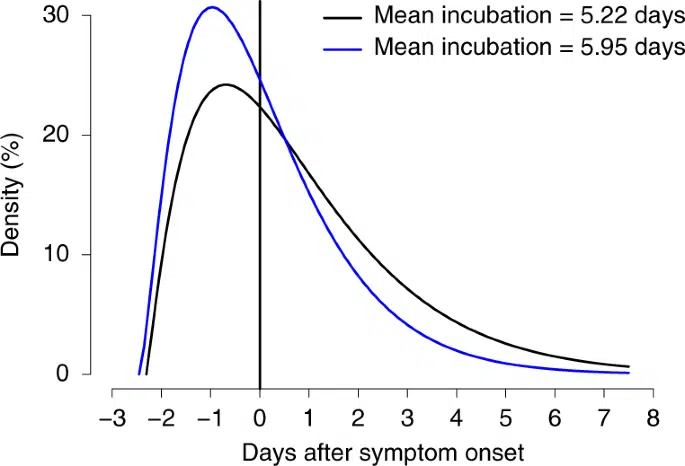 Mean incubation = 5.22 days
Mean incubation = 5.95 days
Density (%)
30
20
10
0
−3 −2 −1 0 1 2 3 4 5 6 7 8
Days after symptom onset